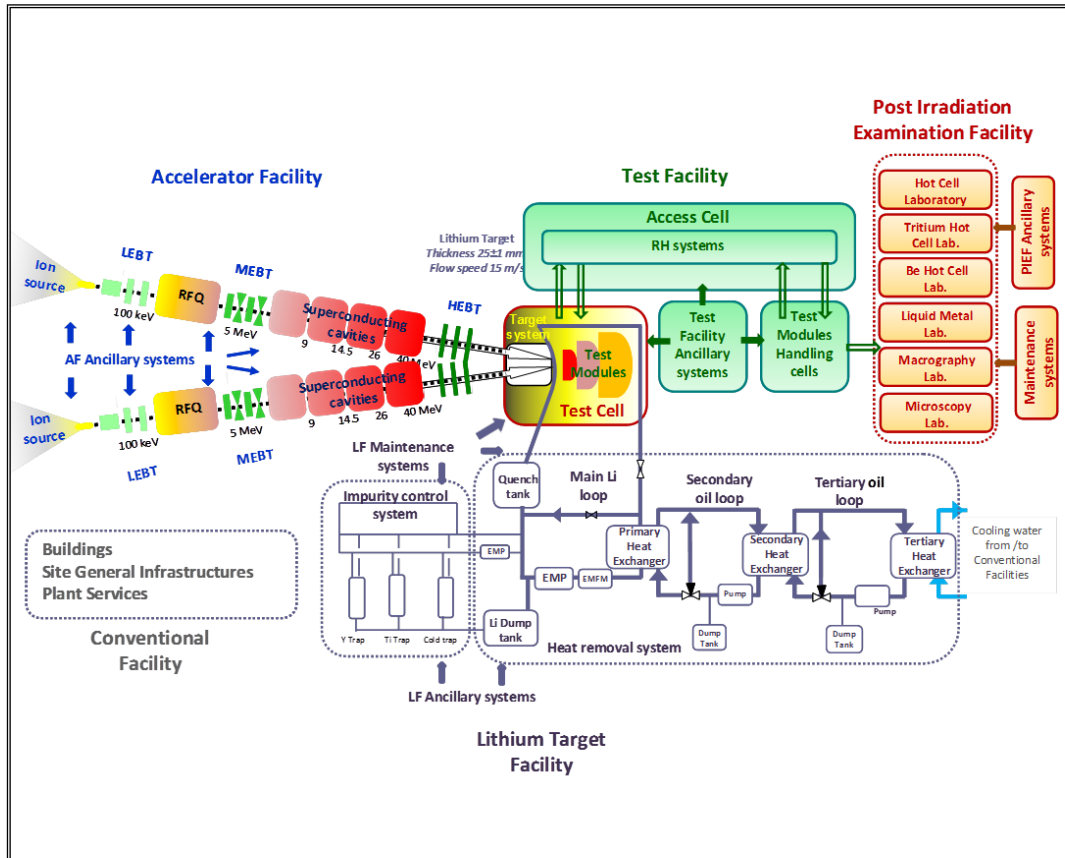 Post Irradiation
Examination Facility
Accelerator Facility
Test Facility
Hot Cell
Laboratory
Tritium Hot
Cell Lab.
Be Hot Cell
Lab.
Liquid Metal
Lab.
Macrography
Lab.
Microscopy
Lab.
PIEF Ancillary
systems
Maintenance
systems
Access Cell
RH systems
Lithium Target
Thickness 25±1 mm
Flow speed 15 m/s
LEBT
MEBT
HEBT
Ion
source
RFQ
100 keV
5 MeV
Superconducting
cavities
9
14.5
26
40 MeV
AF Ancillary systems
Superconducting
cavities
Ion
source
RFQ
100 keV
5 MeV
9
14.5
26
40 MeV
LEBT
MEBT
Target
system
Test
Modules
Test Cell
Test
Facility
Ancillary
systems
Test
Modules
Handling
cells
LF Maintenance
systems
Impurity control
system
Quench
tank
Main Li
loop
Secondary
oil loop
Tertiary oil
loop
EMP
EMP
EMFM
Primary
Heat
Exchanger
Secondary
Heat
Exchanger
Tertiary
Heat
Exchanger
Cooling water
from /to
Conventional
Facilities
Pump
Pump
Dump
Tank
Dump
Tank
Li Dump
tank
Y Trap
Ti Trap
Cold trap
Heat removal system
LF Ancillary systems
Buildings
Site General Infrastructures
Plant Services
Conventional
Facility
Lithium Target
Facility